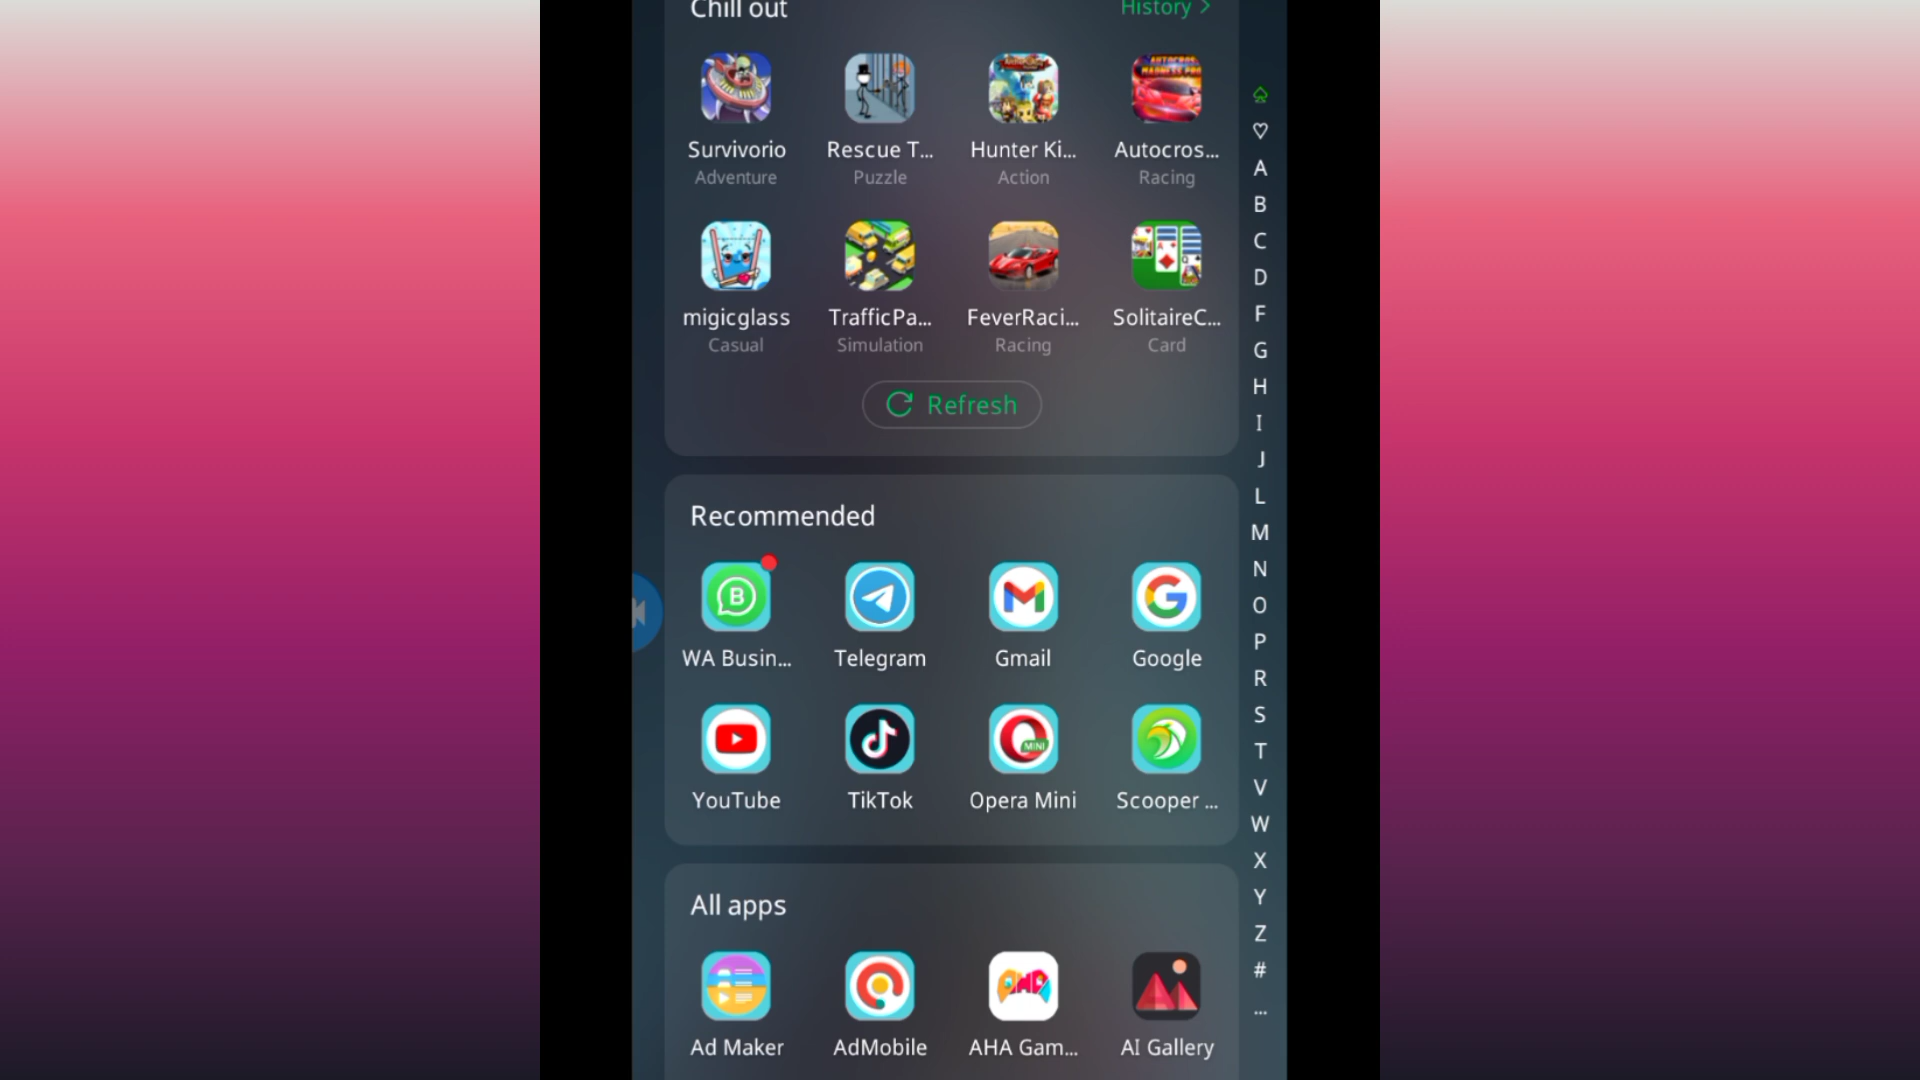 Chill out
History >
Survivorio
Rescue T...
Hunter Ki...
Autocros...
Adventure
Puzzle
Action
Racing
migicglass
TrafficPa...
FeverRaci...
SolitaireC...
Casual
Simulation
Racing
Card
Refresh
Recommended
WA Busin...
Telegram
Gmail
Google
MINI
YouTube
TikTok
Opera Mini
Scooper ...
All apps
Ad Maker
AdMobile
AHA Gam...
AI Gallery
A
B
C
D
F
G
H
I
J
L
M
N
O
P
R
S
T
V
W
X
Y
Z
#
...